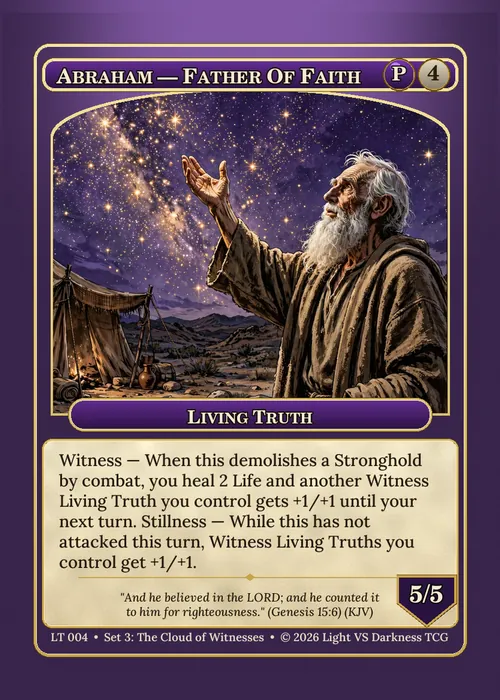 Abraham — Father Of Faith P 4
Living Truth
Witness — When this demolishes a Stronghold
by combat, you heal 2 Life and another Witness
Living Truth you control gets +1/+1 until your
next turn. Stillness — While this has not
attacked this turn, Witness Living Truths you
control get +1/+1.
"And he believed in the LORD; and he counted it
to him for righteousness." (Genesis 15:6) (KJV)
5/5
LT 004 • Set 3: The Cloud of Witnesses • © 2026 Light VS Darkness TCG